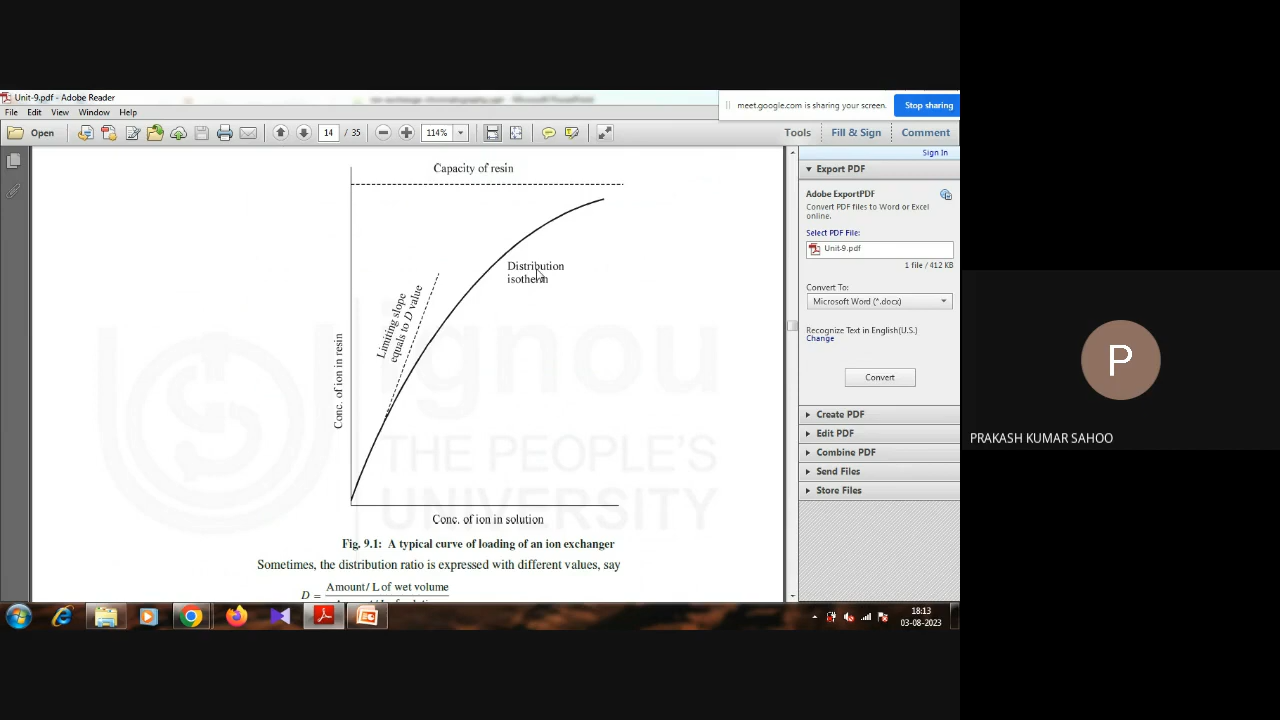 Unit-9.pdf - Adobe Reader
meet.google.com is sharing your screen.
Stop sharing
File Edit View Window Help
Open
14 / 35
114%
Tools
Fill & Sign
Comment
Sign In
Export PDF
Adobe ExportPDF
Convert PDF files to Word or Excel
online.
Select PDF File:
Unit-9.pdf
1 file / 412 KB
Convert To:
Microsoft Word (*.docx)
Recognize Text in English(U.S.)
Change
Convert
Create PDF
Edit PDF
Combine PDF
Send Files
Store Files
Capacity of resin
Distribution
isotherm
Limiting slope
equals to D value
Conc. of ion in resin
Conc. of ion in solution
ignou
THE PEOPLE'S
UNIVERSITY
Fig. 9.1: A typical curve of loading of an ion exchanger
Sometimes, the distribution ratio is expressed with different values, say
D = Amount/ L of wet volume
P
PRAKASH KUMAR SAHOO
18:13
03-08-2023